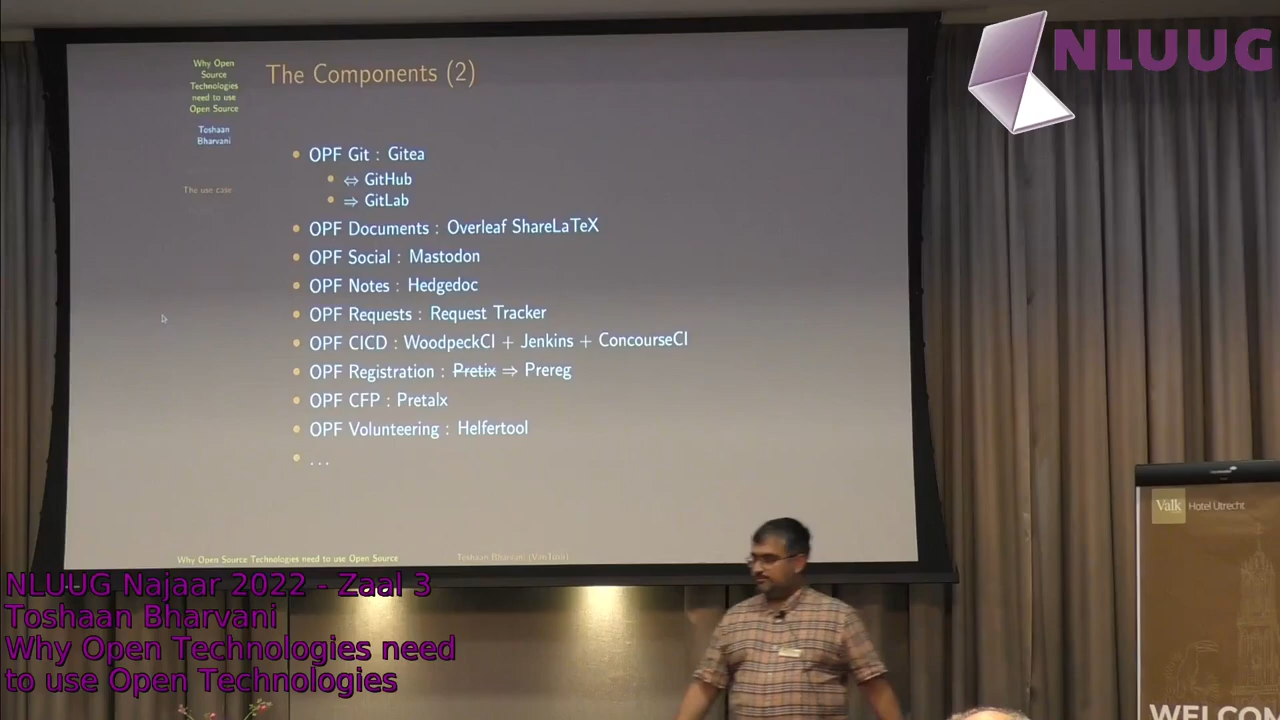 NLUUG
Why Open
Source
Technologies
need to use
Open Source
Toshaan
Bharvani
The use case
The Components (2)
• OPF Git : Gitea
• ⇔ GitHub
• ⇒ GitLab
• OPF Documents : Overleaf ShareLaTeX
• OPF Social : Mastodon
• OPF Notes : Hedgedoc
• OPF Requests : Request Tracker
• OPF CICD : WoodpeckCI + Jenkins + ConcourseCI
• OPF Registration : Pretix ⇒ Prereg
• OPF CFP : Pretalx
• OPF Volunteering : Helfertool
• ...
Why Open Source Technologies need to use Open Source
Toshaan Bharvani (VanTosh)
Valk Hotel Utrecht
WELCOM
NLUUG Najaar 2022 - Zaal 3
Toshaan Bharvani
Why Open Technologies need
to use Open Technologies